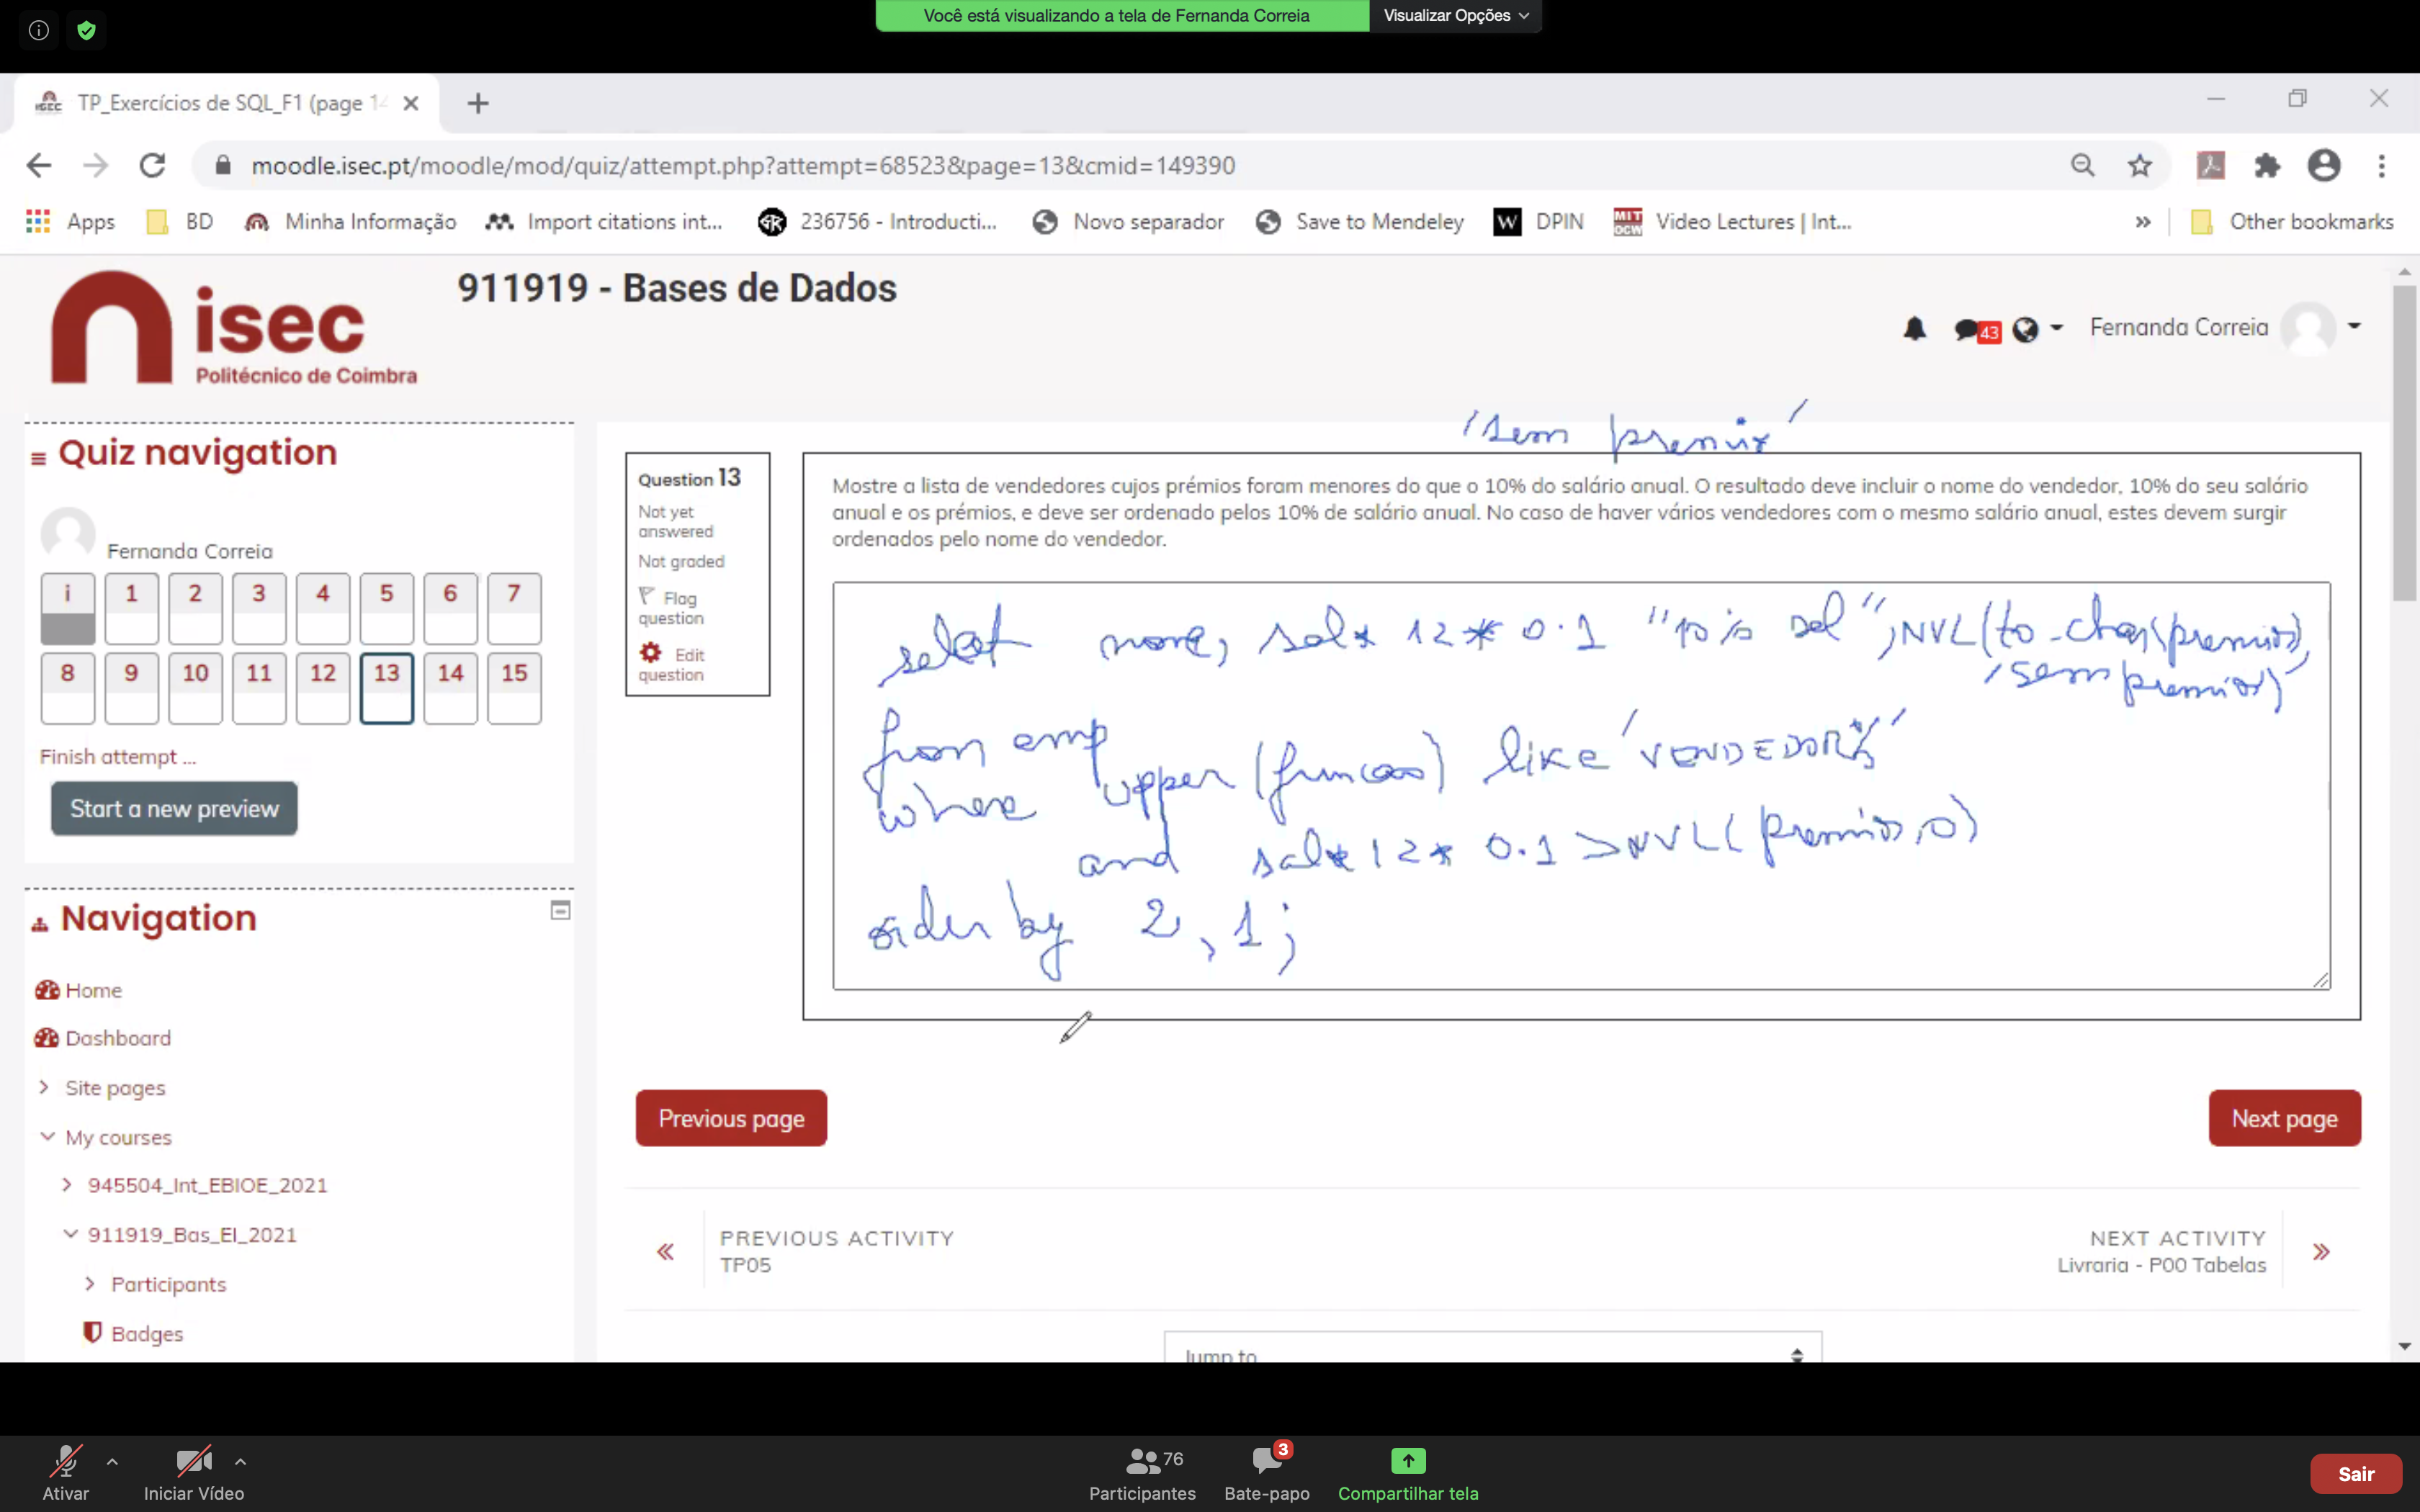 Você está visualizando a tela de Fernanda Correia
Visualizar Opções
TP_Exercícios de SQL_F1 (page 14
moodle.isec.pt/moodle/mod/quiz/attempt.php?attempt=68523&page=13&cmid=149390
Apps BD Minha Informação Import citations int... 236756 - Introducti... Novo separador Save to Mendeley DPIN Video Lectures | Int... » Other bookmarks
isec
Politécnico de Coimbra
911919 - Bases de Dados
43
Fernanda Correia
Quiz navigation
Fernanda Correia
i 1 2 3 4 5 6 7
8 9 10 11 12 13 14 15
Finish attempt ...
Start a new preview
Navigation
Home
Dashboard
Site pages
My courses
945504_Int_EBIOE_2021
911919_Bas_EI_2021
Participants
Badges
Question 13
Not yet
answered
Not graded
Flag
question
Edit
question
'sem premio'
Mostre a lista de vendedores cujos prémios foram menores do que o 10% do salário anual. O resultado deve incluir o nome do vendedor, 10% do seu salário
anual e os prémios, e deve ser ordenado pelos 10% de salário anual. No caso de haver vários vendedores com o mesmo salário anual, estes devem surgir
ordenados pelo nome do vendedor.
select nome, sal* 12 * 0.1 "10% sal", NVL(to_char(premios),
'sem premios')
from emp
where upper (funcao) like 'VENDEDOR%'
and sal*12* 0.1 > NVL(premios,0)
order by 2, 1;
Previous page
Next page
PREVIOUS ACTIVITY
TP05
NEXT ACTIVITY
Livraria - P00 Tabelas
Jump to
Ativar
Iniciar Vídeo
76
Participantes
3
Bate-papo
Compartilhar tela
Sair